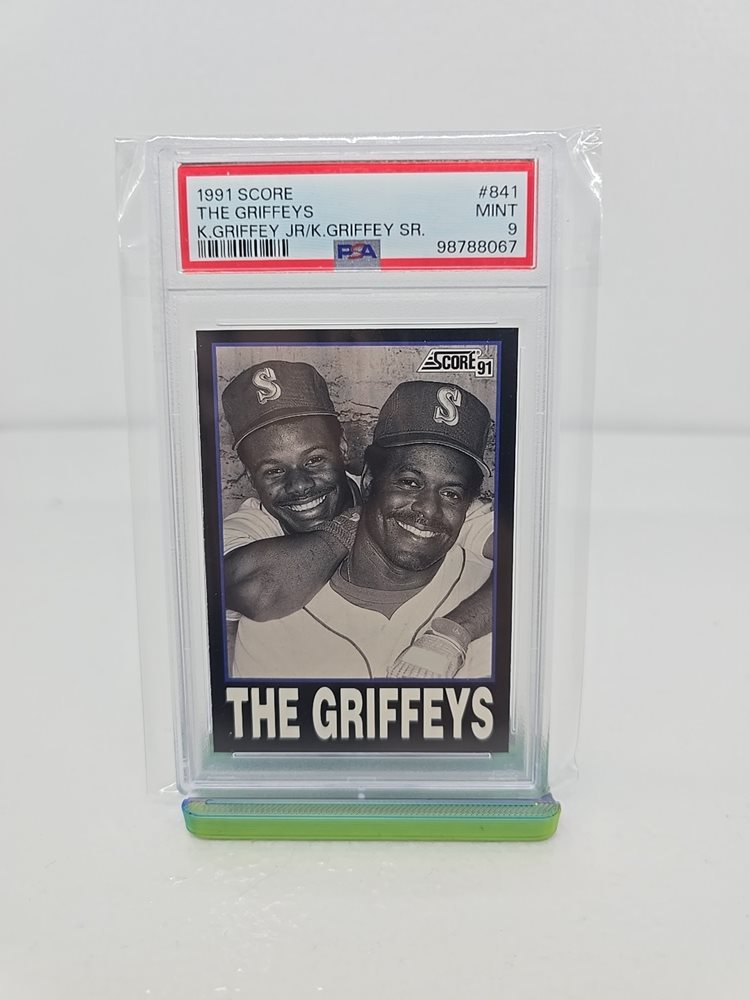 1991 SCORE #841
THE GRIFFEYS MINT
K.GRIFFEY JR/K.GRIFFEY SR. 9
PSA 98788067
SCORE 91
S
S
THE GRIFFEYS